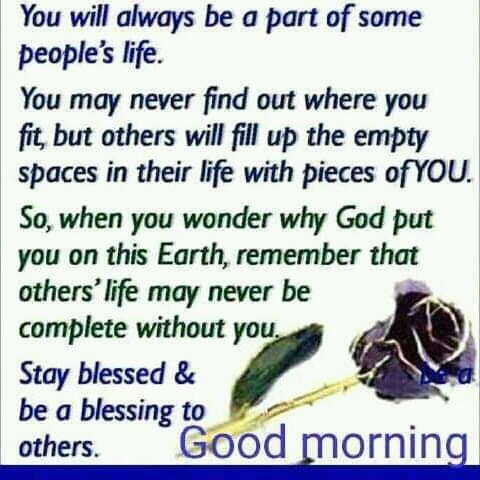 You will always be a part of some
people's life.
You may never find out where you
fit, but others will fill up the empty
spaces in their life with pieces ofYOU.
So, when you wonder why God put
you on this Earth, remember that
others' life may never be
complete without you.
Stay blessed &
be a
be a blessing to
others.
Good morning